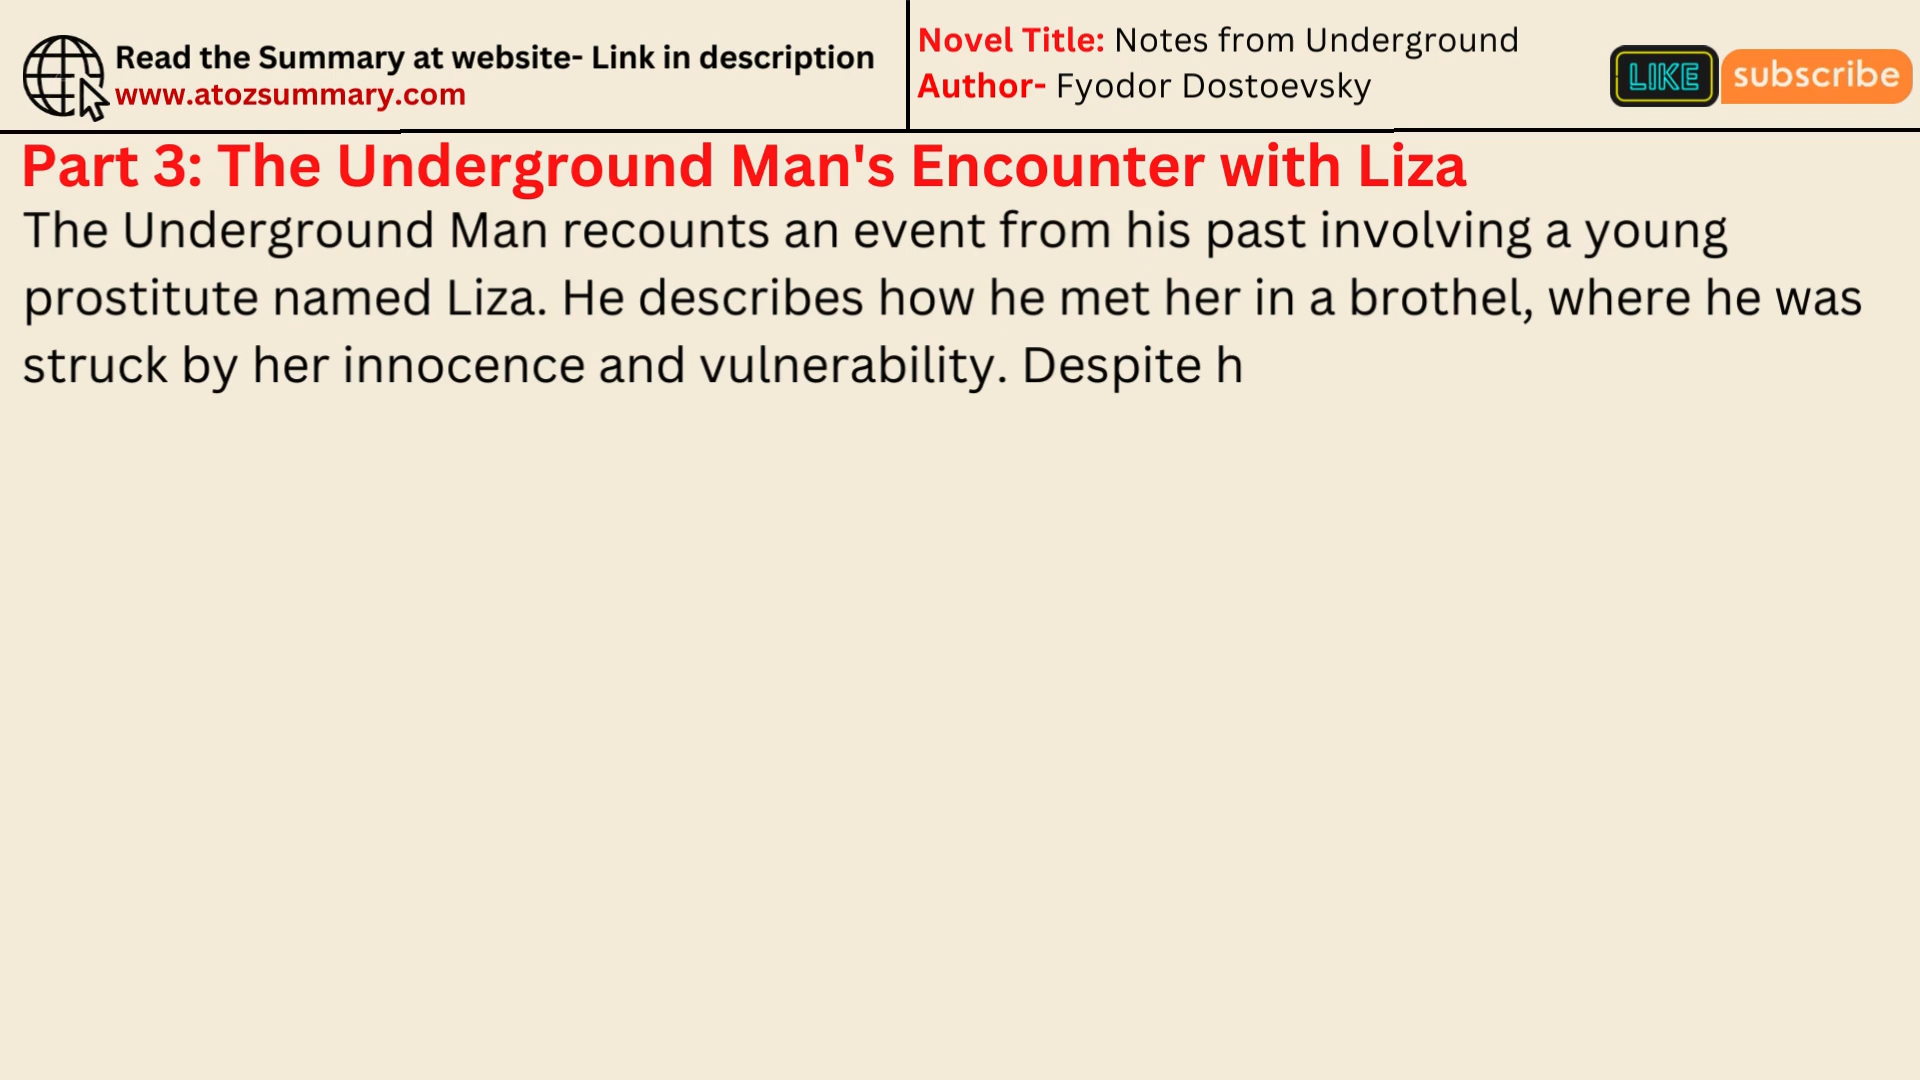 Read the Summary at website- Link in description
www.atozsummary.com
Novel Title: Notes from Underground
Author- Fyodor Dostoevsky
LIKE
subscribe
Part 3: The Underground Man's Encounter with Liza
The Underground Man recounts an event from his past involving a young
prostitute named Liza. He describes how he met her in a brothel, where he was
struck by her innocence and vulnerability. Despite h